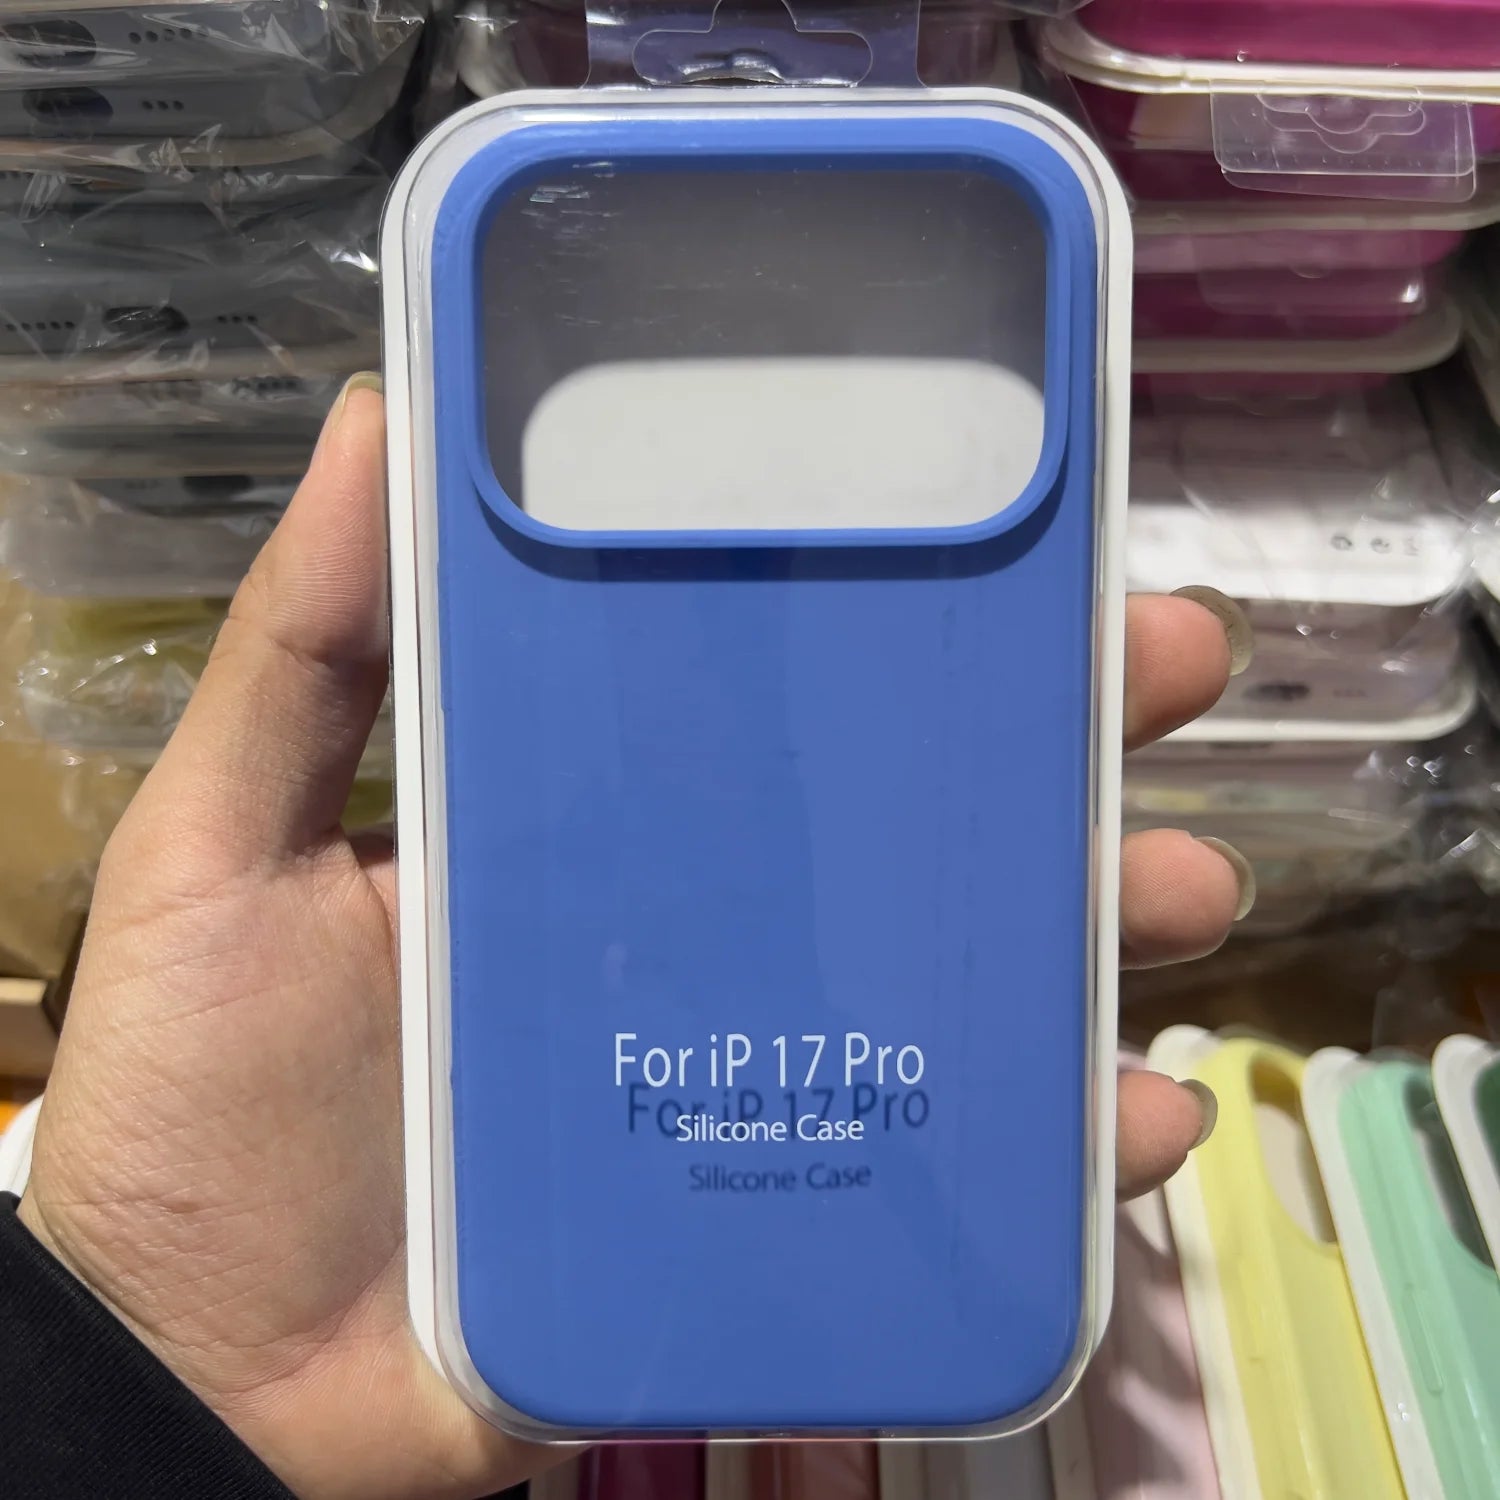 For iP 17 Pro
Silicone Case